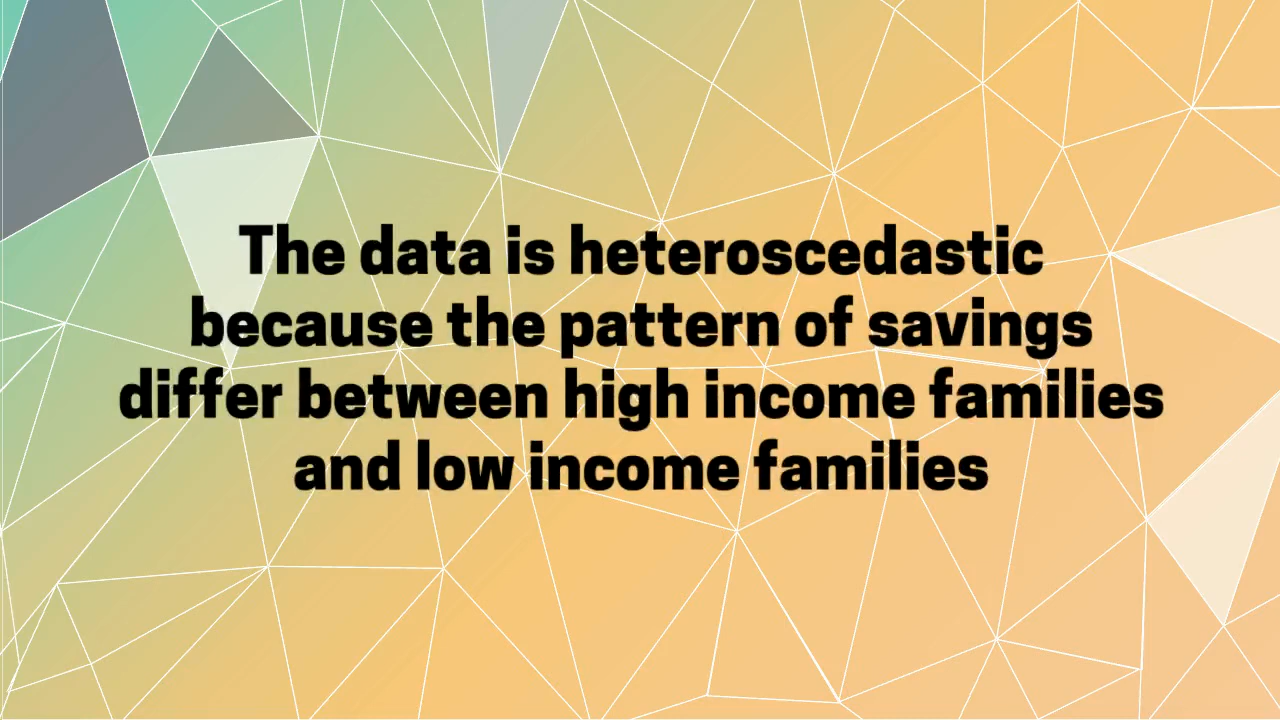 The data is heteroscedastic
because the pattern of savings
differ between high income families
and low income families